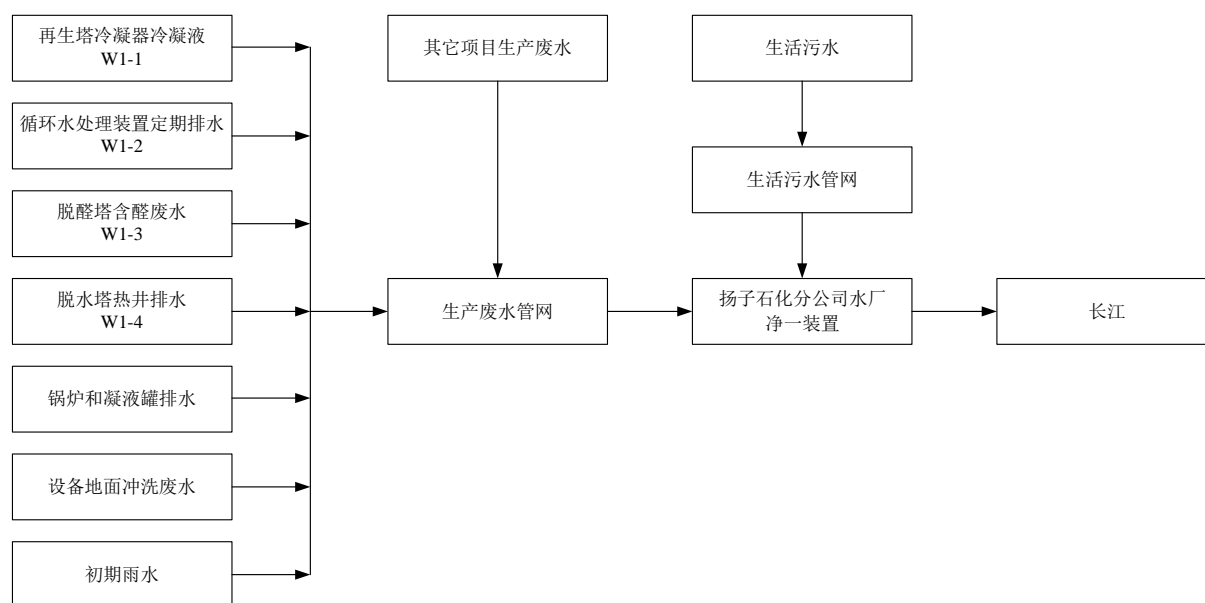 再生塔冷凝器冷凝液
W1-1
循环水处理装置定期排水
W1-2
脱醛塔含醛废水
W1-3
脱水塔热井排水
W1-4
锅炉和凝液罐排水
设备地面冲洗废水
初期雨水
其它项目生产废水
生产废水管网
生活污水
生活污水管网
扬子石化分公司水厂
净一装置
长江